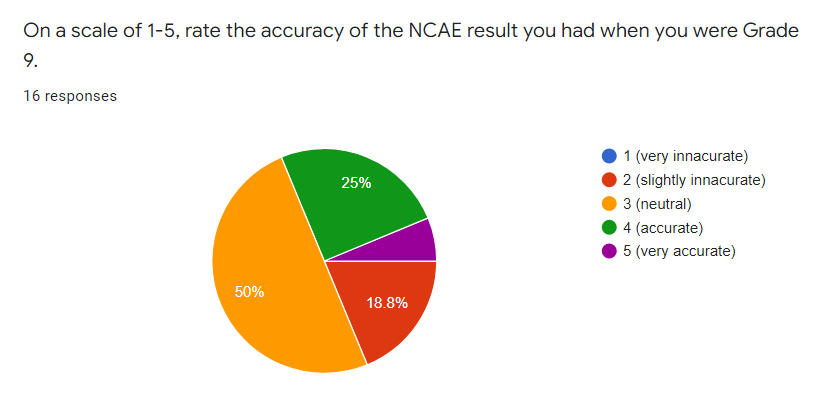 On a scale of 1-5, rate the accuracy of the NCAE result you had when you were Grade
9.
16 responses
25%
50%
18.8%
1 (very innacurate)
2 (slightly innacurate)
3 (neutral)
4 (accurate)
5 (very accurate)